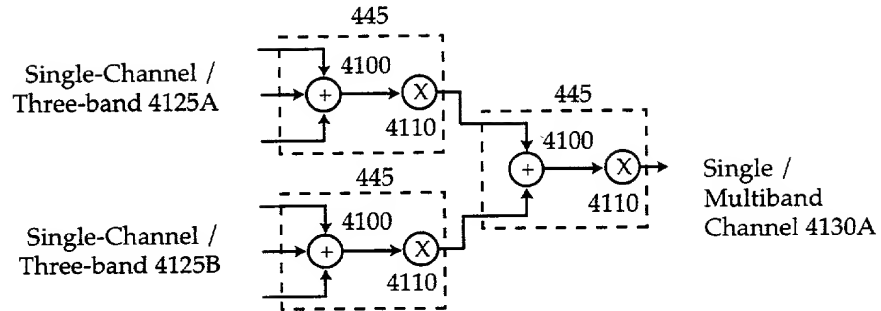 445
4100
Single-Channel /
Three-band 4125A
+
X
4110
445
4100
+
X
4110
Single /
Multiband
Channel 4130A
445
4100
Single-Channel /
Three-band 4125B
+
X
4110